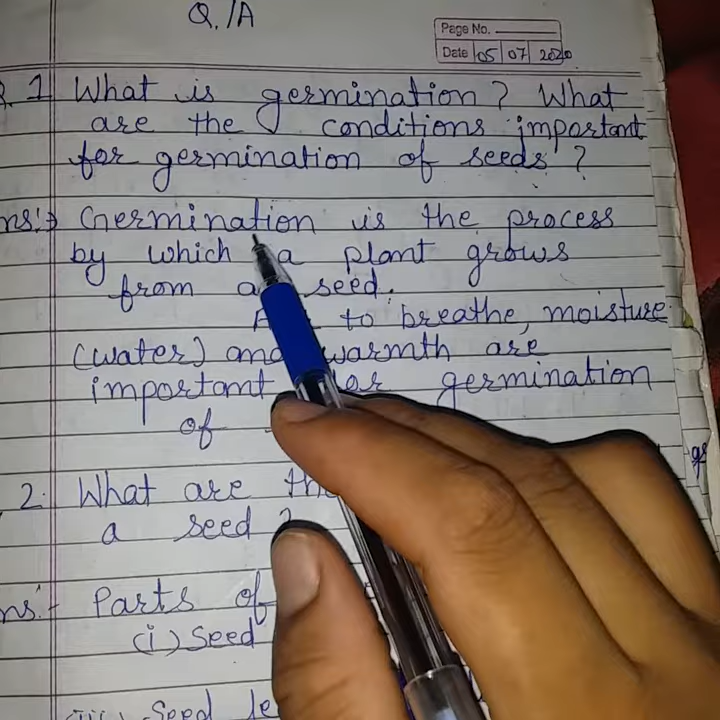 Q./A
Page No.
Date 05 07 2020
Q.1 What is germination? What
are the conditions important
for germination of seeds?
Ans:→ Germination is the process
by which a plant grows
from a seed.
to breathe, moisture
(water) and warmth are
important for germination
of
2. What are the
a seed?
Ans:- Parts of
(i) Seed
Seed